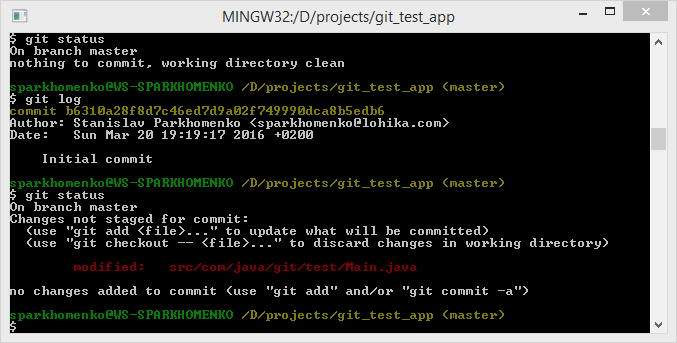 MINGW32:/D/projects/git_test_app
$ git status
On branch master
nothing to commit, working directory clean
sparkhomenko@WS-SPARKHOMENKO /D/projects/git_test_app (master)
$ git log
commit b6310a28f8d7c46ed7d9a02f749990dca8b5edb6
Author: Stanislav Parkhomenko <sparkhomenko@lohika.com>
Date:   Sun Mar 20 19:19:17 2016 +0200
Initial commit
sparkhomenko@WS-SPARKHOMENKO /D/projects/git_test_app (master)
$ git status
On branch master
Changes not staged for commit:
(use "git add <file>..." to update what will be committed)
(use "git checkout -- <file>..." to discard changes in working directory)
modified:   src/com/java/git/test/Main.java
no changes added to commit (use "git add" and/or "git commit -a")
sparkhomenko@WS-SPARKHOMENKO /D/projects/git_test_app (master)
$